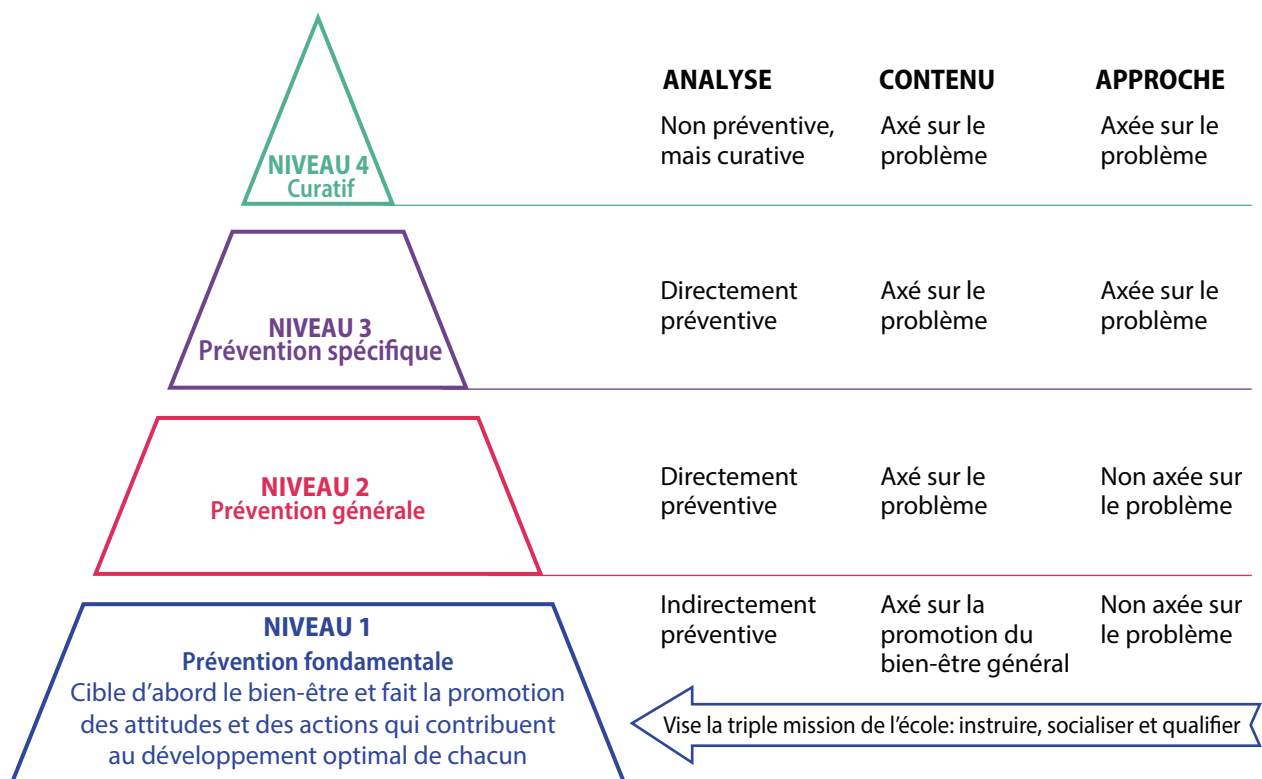 ANALYSE CONTENU APPROCHE
Non préventive, Axé sur le Axée sur le
mais curative problème problème
NIVEAU 4
Curatif
Directement Axé sur le Axée sur le
préventive problème problème
NIVEAU 3
Prévention spécifique
Directement Axé sur le Non axée sur
préventive problème le problème
NIVEAU 2
Prévention générale
Indirectement Axé sur la Non axée sur
préventive promotion du le problème
bien-être général
NIVEAU 1
Prévention fondamentale
Cible d'abord le bien-être et fait la promotion
des attitudes et des actions qui contribuent
au développement optimal de chacun
Vise la triple mission de l'école: instruire, socialiser et qualifier